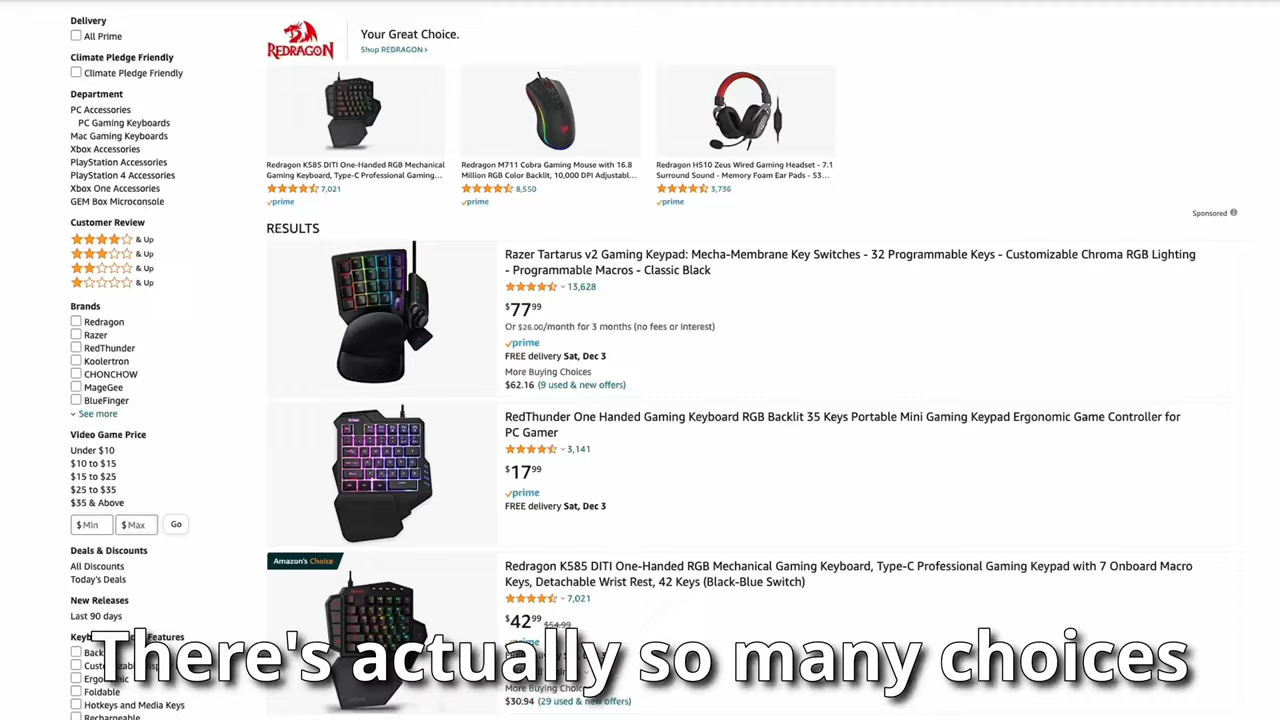 Delivery
All Prime
Climate Pledge Friendly
Climate Pledge Friendly
Department
PC Accessories
PC Gaming Keyboards
Mac Gaming Keyboards
Xbox Accessories
PlayStation Accessories
PlayStation 4 Accessories
Xbox One Accessories
GEM Box Microconsole
Customer Review
& Up
& Up
& Up
& Up
Brands
Redragon
Razer
RedThunder
Koolertron
CHONCHOW
MageGee
BlueFinger
See more
Video Game Price
Under $10
$10 to $15
$15 to $25
$25 to $35
$35 & Above
$ Min $ Max Go
Deals & Discounts
All Discounts
Today's Deals
New Releases
Last 90 days
Features
Foldable
Hotkeys and Media Keys
Rechargeable
REDRAGON
Your Great Choice.
Shop REDRAGON ›
Redragon K585 DITI One-Handed RGB Mechanical
Gaming Keyboard, Type-C Professional Gaming...
7,021
prime
Redragon M711 Cobra Gaming Mouse with 16.8
Million RGB Color Backlit, 10,000 DPI Adjustabl...
8,550
prime
Redragon H510 Zeus Wired Gaming Headset - 7.1
Surround Sound - Memory Foam Ear Pads - 53...
3,736
prime
Sponsored
RESULTS
Razer Tartarus v2 Gaming Keypad: Mecha-Membrane Key Switches - 32 Programmable Keys - Customizable Chroma RGB Lighting
- Programmable Macros - Classic Black
13,628
$77 99
Or $26.00/month for 3 months (no fees or interest)
prime
FREE delivery Sat, Dec 3
More Buying Choices
$62.16 (9 used & new offers)
RedThunder One Handed Gaming Keyboard RGB Backlit 35 Keys Portable Mini Gaming Keypad Ergonomic Game Controller for
PC Gamer
3,141
$17 99
prime
FREE delivery Sat, Dec 3
Amazon's Choice
Redragon K585 DITI One-Handed RGB Mechanical Gaming Keyboard, Type-C Professional Gaming Keypad with 7 Onboard Macro
Keys, Detachable Wrist Rest, 42 Keys (Black-Blue Switch)
7,021
$42 99 $54.99
prime
More Buying
$30.94 (29 used & new offers)
There's actually so many choices